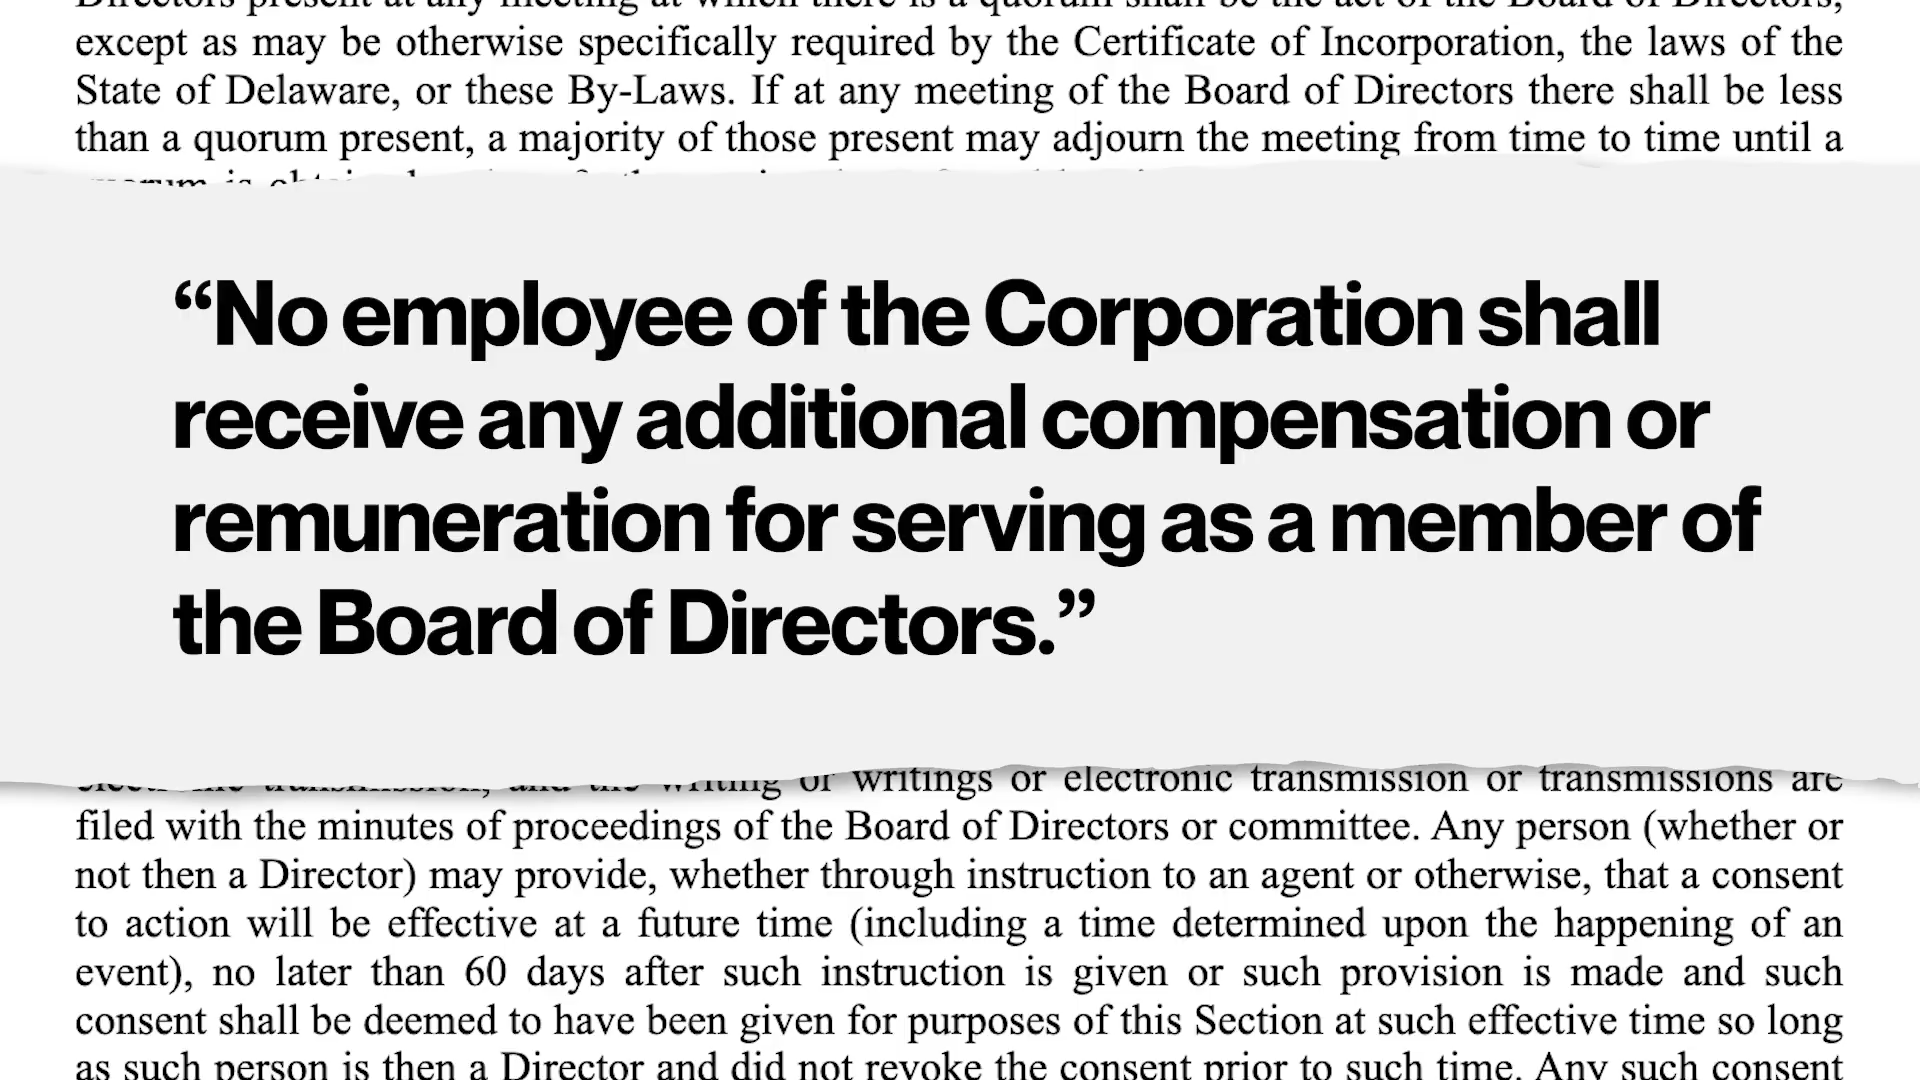 Directors present at any meeting at which there is a quorum shall be the act of the Board of Directors,
except as may be otherwise specifically required by the Certificate of Incorporation, the laws of the
State of Delaware, or these By-Laws. If at any meeting of the Board of Directors there shall be less
than a quorum present, a majority of those present may adjourn the meeting from time to time until a
quorum is
“No employee of the Corporation shall
receive any additional compensation or
remuneration for serving as a member of
the Board of Directors.”
electronic transmission, and the writing or writings or electronic transmission or transmissions are
filed with the minutes of proceedings of the Board of Directors or committee. Any person (whether or
not then a Director) may provide, whether through instruction to an agent or otherwise, that a consent
to action will be effective at a future time (including a time determined upon the happening of an
event), no later than 60 days after such instruction is given or such provision is made and such
consent shall be deemed to have been given for purposes of this Section at such effective time so long
as such person is then a Director and did not revoke the consent prior to such time. Any such consent